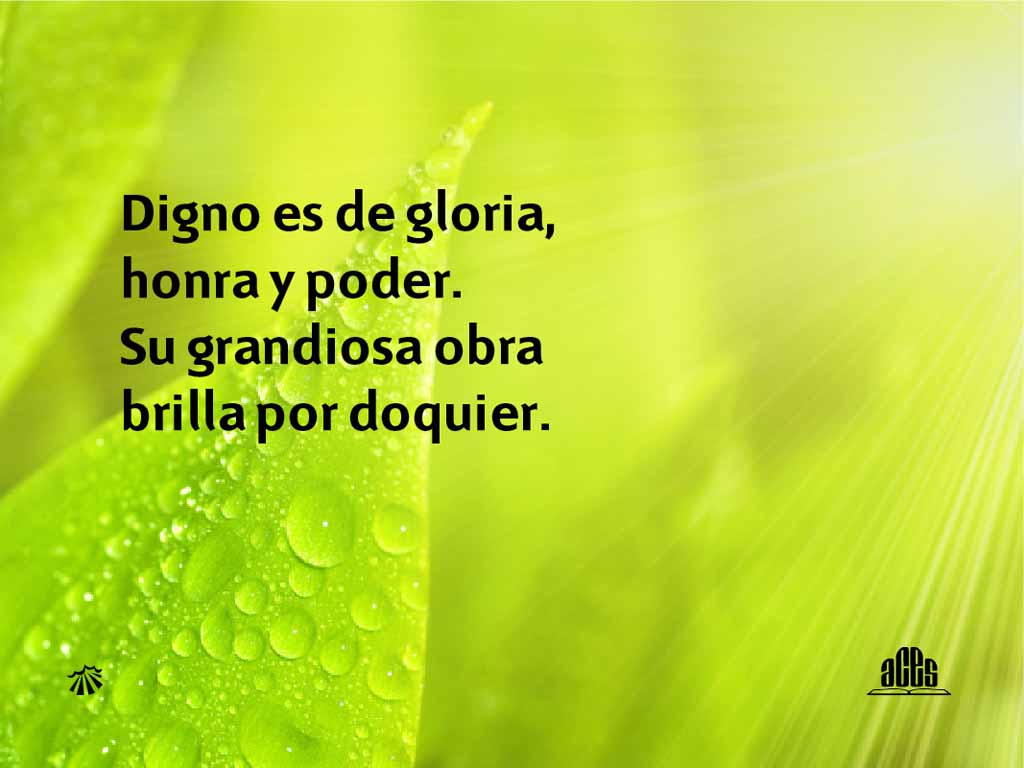 Digno es de gloria,
honra y poder.
Su grandiosa obra
brilla por doquier.
aces